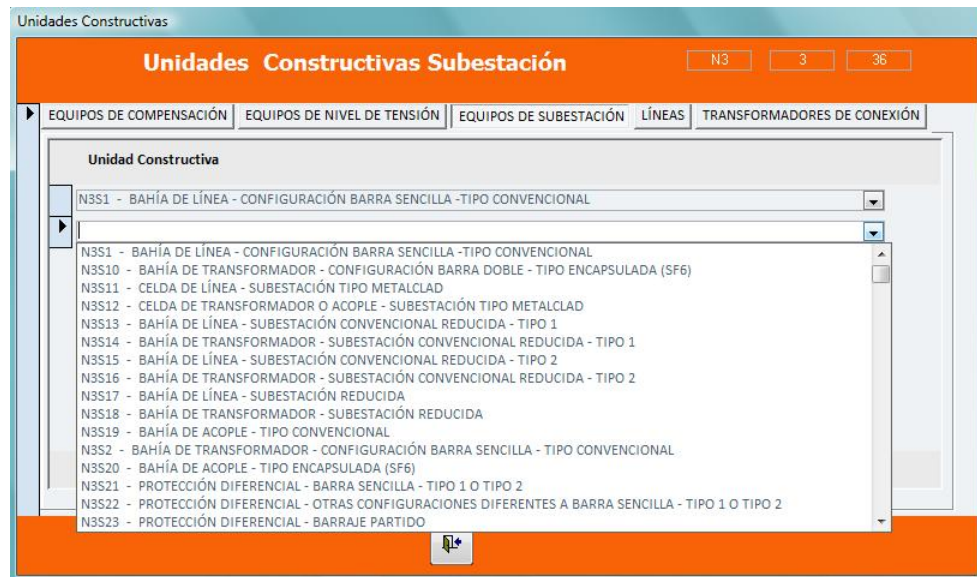 Unidades Constructivas
Unidades Constructivas Subestación
N3 3 36
EQUIPOS DE COMPENSACIÓN EQUIPOS DE NIVEL DE TENSIÓN EQUIPOS DE SUBESTACIÓN LÍNEAS TRANSFORMADORES DE CONEXIÓN
Unidad Constructiva
N3S1 - BAHÍA DE LÍNEA - CONFIGURACIÓN BARRA SENCILLA -TIPO CONVENCIONAL
N3S1 - BAHÍA DE LÍNEA - CONFIGURACIÓN BARRA SENCILLA -TIPO CONVENCIONAL
N3S10 - BAHÍA DE TRANSFORMADOR - CONFIGURACIÓN BARRA DOBLE - TIPO ENCAPSULADA (SF6)
N3S11 - CELDA DE LÍNEA - SUBESTACIÓN TIPO METALCLAD
N3S12 - CELDA DE TRANSFORMADOR O ACOPLE - SUBESTACIÓN TIPO METALCLAD
N3S13 - BAHÍA DE LÍNEA - SUBESTACIÓN CONVENCIONAL REDUCIDA - TIPO 1
N3S14 - BAHÍA DE TRANSFORMADOR - SUBESTACIÓN CONVENCIONAL REDUCIDA - TIPO 1
N3S15 - BAHÍA DE LÍNEA - SUBESTACIÓN CONVENCIONAL REDUCIDA - TIPO 2
N3S16 - BAHÍA DE TRANSFORMADOR - SUBESTACIÓN CONVENCIONAL REDUCIDA - TIPO 2
N3S17 - BAHÍA DE LÍNEA - SUBESTACIÓN REDUCIDA
N3S18 - BAHÍA DE TRANSFORMADOR - SUBESTACIÓN REDUCIDA
N3S19 - BAHÍA DE ACOPLE - TIPO CONVENCIONAL
N3S2 - BAHÍA DE TRANSFORMADOR - CONFIGURACIÓN BARRA SENCILLA - TIPO CONVENCIONAL
N3S20 - BAHÍA DE ACOPLE - TIPO ENCAPSULADA (SF6)
N3S21 - PROTECCIÓN DIFERENCIAL - BARRA SENCILLA - TIPO 1 O TIPO 2
N3S22 - PROTECCIÓN DIFERENCIAL - OTRAS CONFIGURACIONES DIFERENTES A BARRA SENCILLA - TIPO 1 O TIPO 2
N3S23 - PROTECCIÓN DIFERENCIAL - BARRAJE PARTIDO